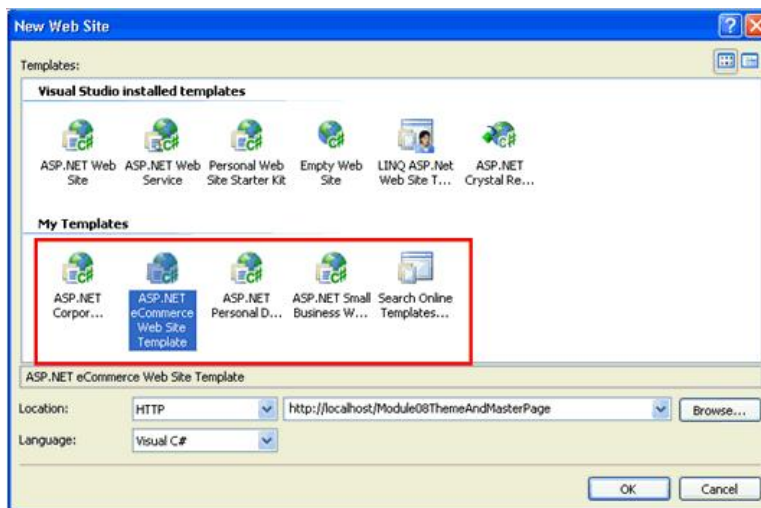 New Web Site
Templates:
Visual Studio installed templates
ASP.NET Web Site
ASP.NET Web Service
Personal Web Site Starter Kit
Empty Web Site
LINQ ASP.Net Web Site T...
ASP.NET Crystal Re...
My Templates
ASP.NET Corpor...
ASP.NET eCommerce Web Site Template
ASP.NET Personal D...
ASP.NET Small Business W...
Search Online Templates...
ASP.NET eCommerce Web Site Template
Location:
HTTP
http://localhost/Module08ThemeAndMasterPage
Browse...
Language:
Visual C#
OK
Cancel